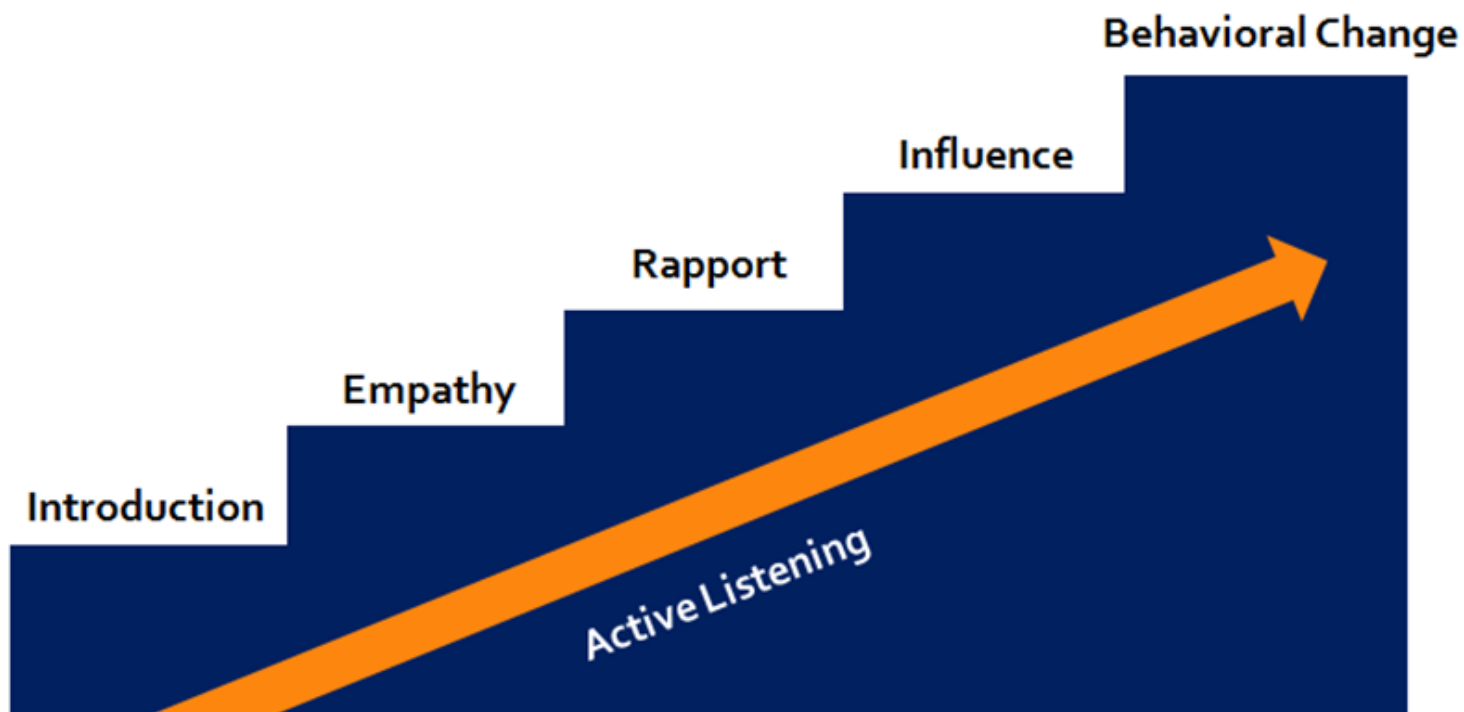 Behavioral Change
Influence
Rapport
Empathy
Introduction
Active Listening